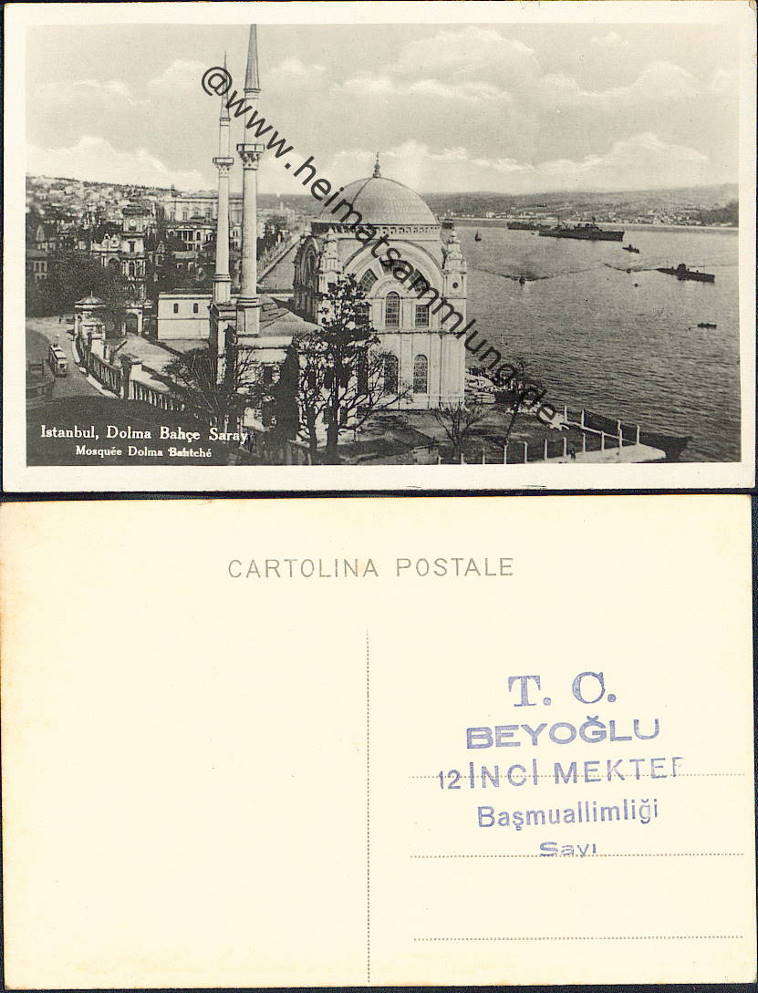 @www.heimatsammlung.de
Istanbul, Dolma Bahçe Saray
Mosquée Dolma Bahtché
CARTOLINA POSTALE
T. C.
BEYOĞLU
12 İNCİ MEKTEP
Başmuallimliği
Sayı